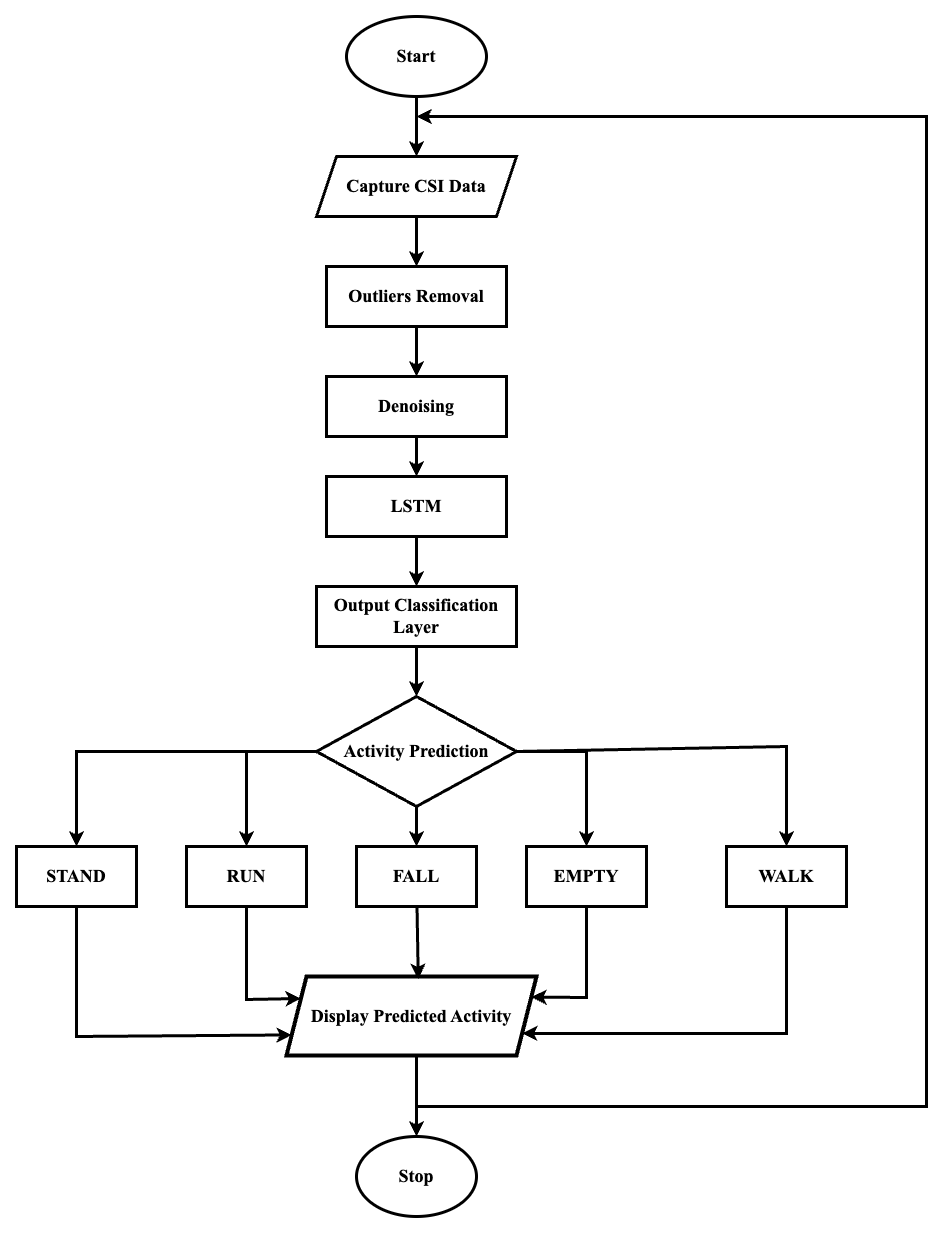 Start
Capture CSI Data
Outliers Removal
Denoising
LSTM
Output Classification
Layer
Activity Prediction
STAND
RUN
FALL
EMPTY
WALK
Display Predicted Activity
Stop